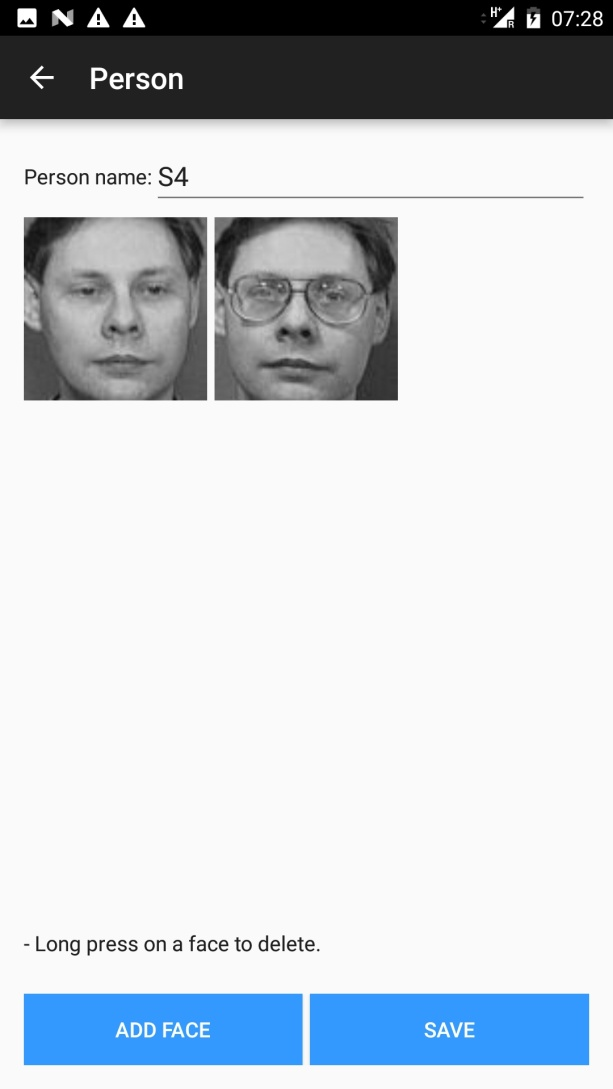 H+ R 07:28
Person
Person name: S4
- Long press on a face to delete.
ADD FACE SAVE